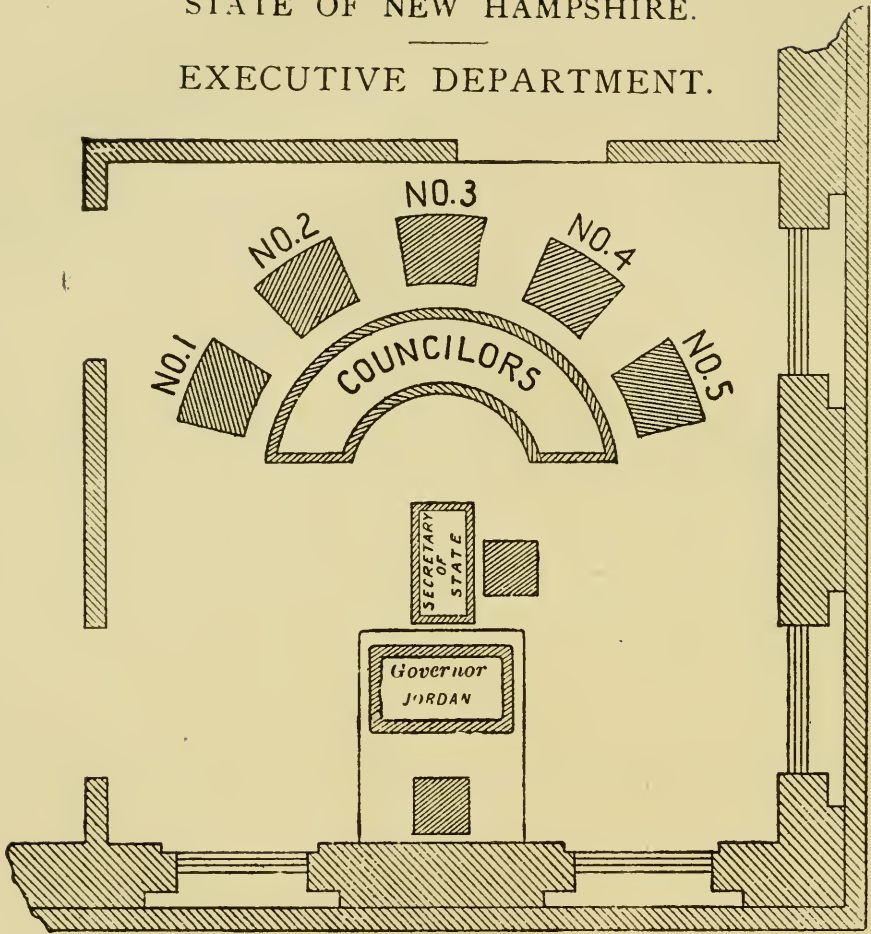 STATE OF NEW HAMPSHIRE.
EXECUTIVE DEPARTMENT.
NO.1
NO.2
NO.3
NO.4
NO.5
COUNCILORS
SECRETARY
OF
STATE
Governor
JORDAN